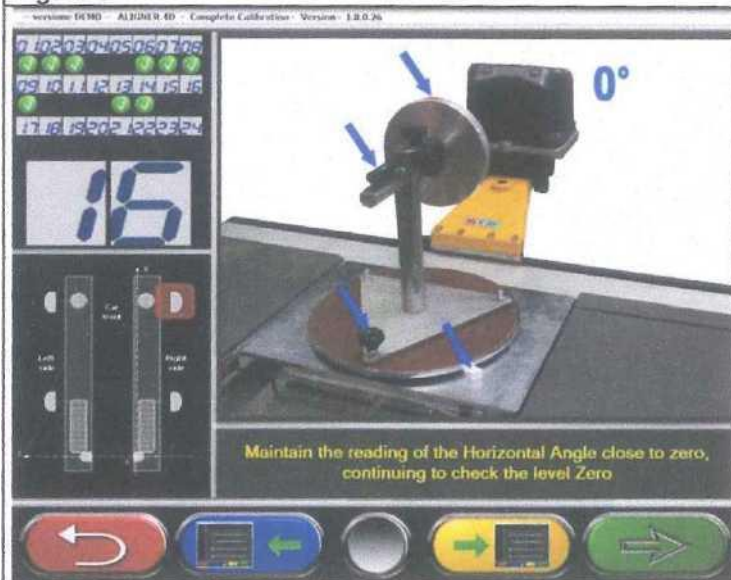 versione DEMO - ALIGNER 4D - Complete Calibration - Version - 1.0.0.26
01 02 03 04 05 06 07 08
09 10 11 12 13 14 15 16
17 18 19 20 21 22 23 24
16
0°
Car
Left
side
Right
side
Maintain the reading of the Horizontal Angle close to zero,
continuing to check the level Zero